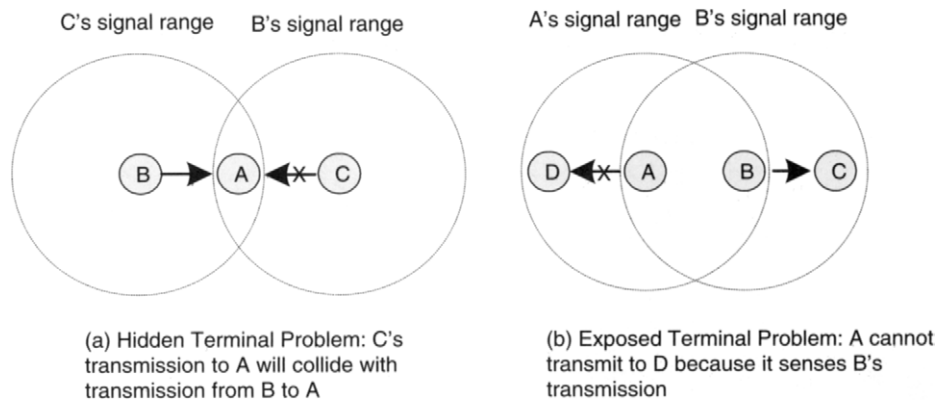 C's signal range B's signal range
B A C
(a) Hidden Terminal Problem: C's
transmission to A will collide with
transmission from B to A
A's signal range B's signal range
D A B C
(b) Exposed Terminal Problem: A cannot
transmit to D because it senses B's
transmission